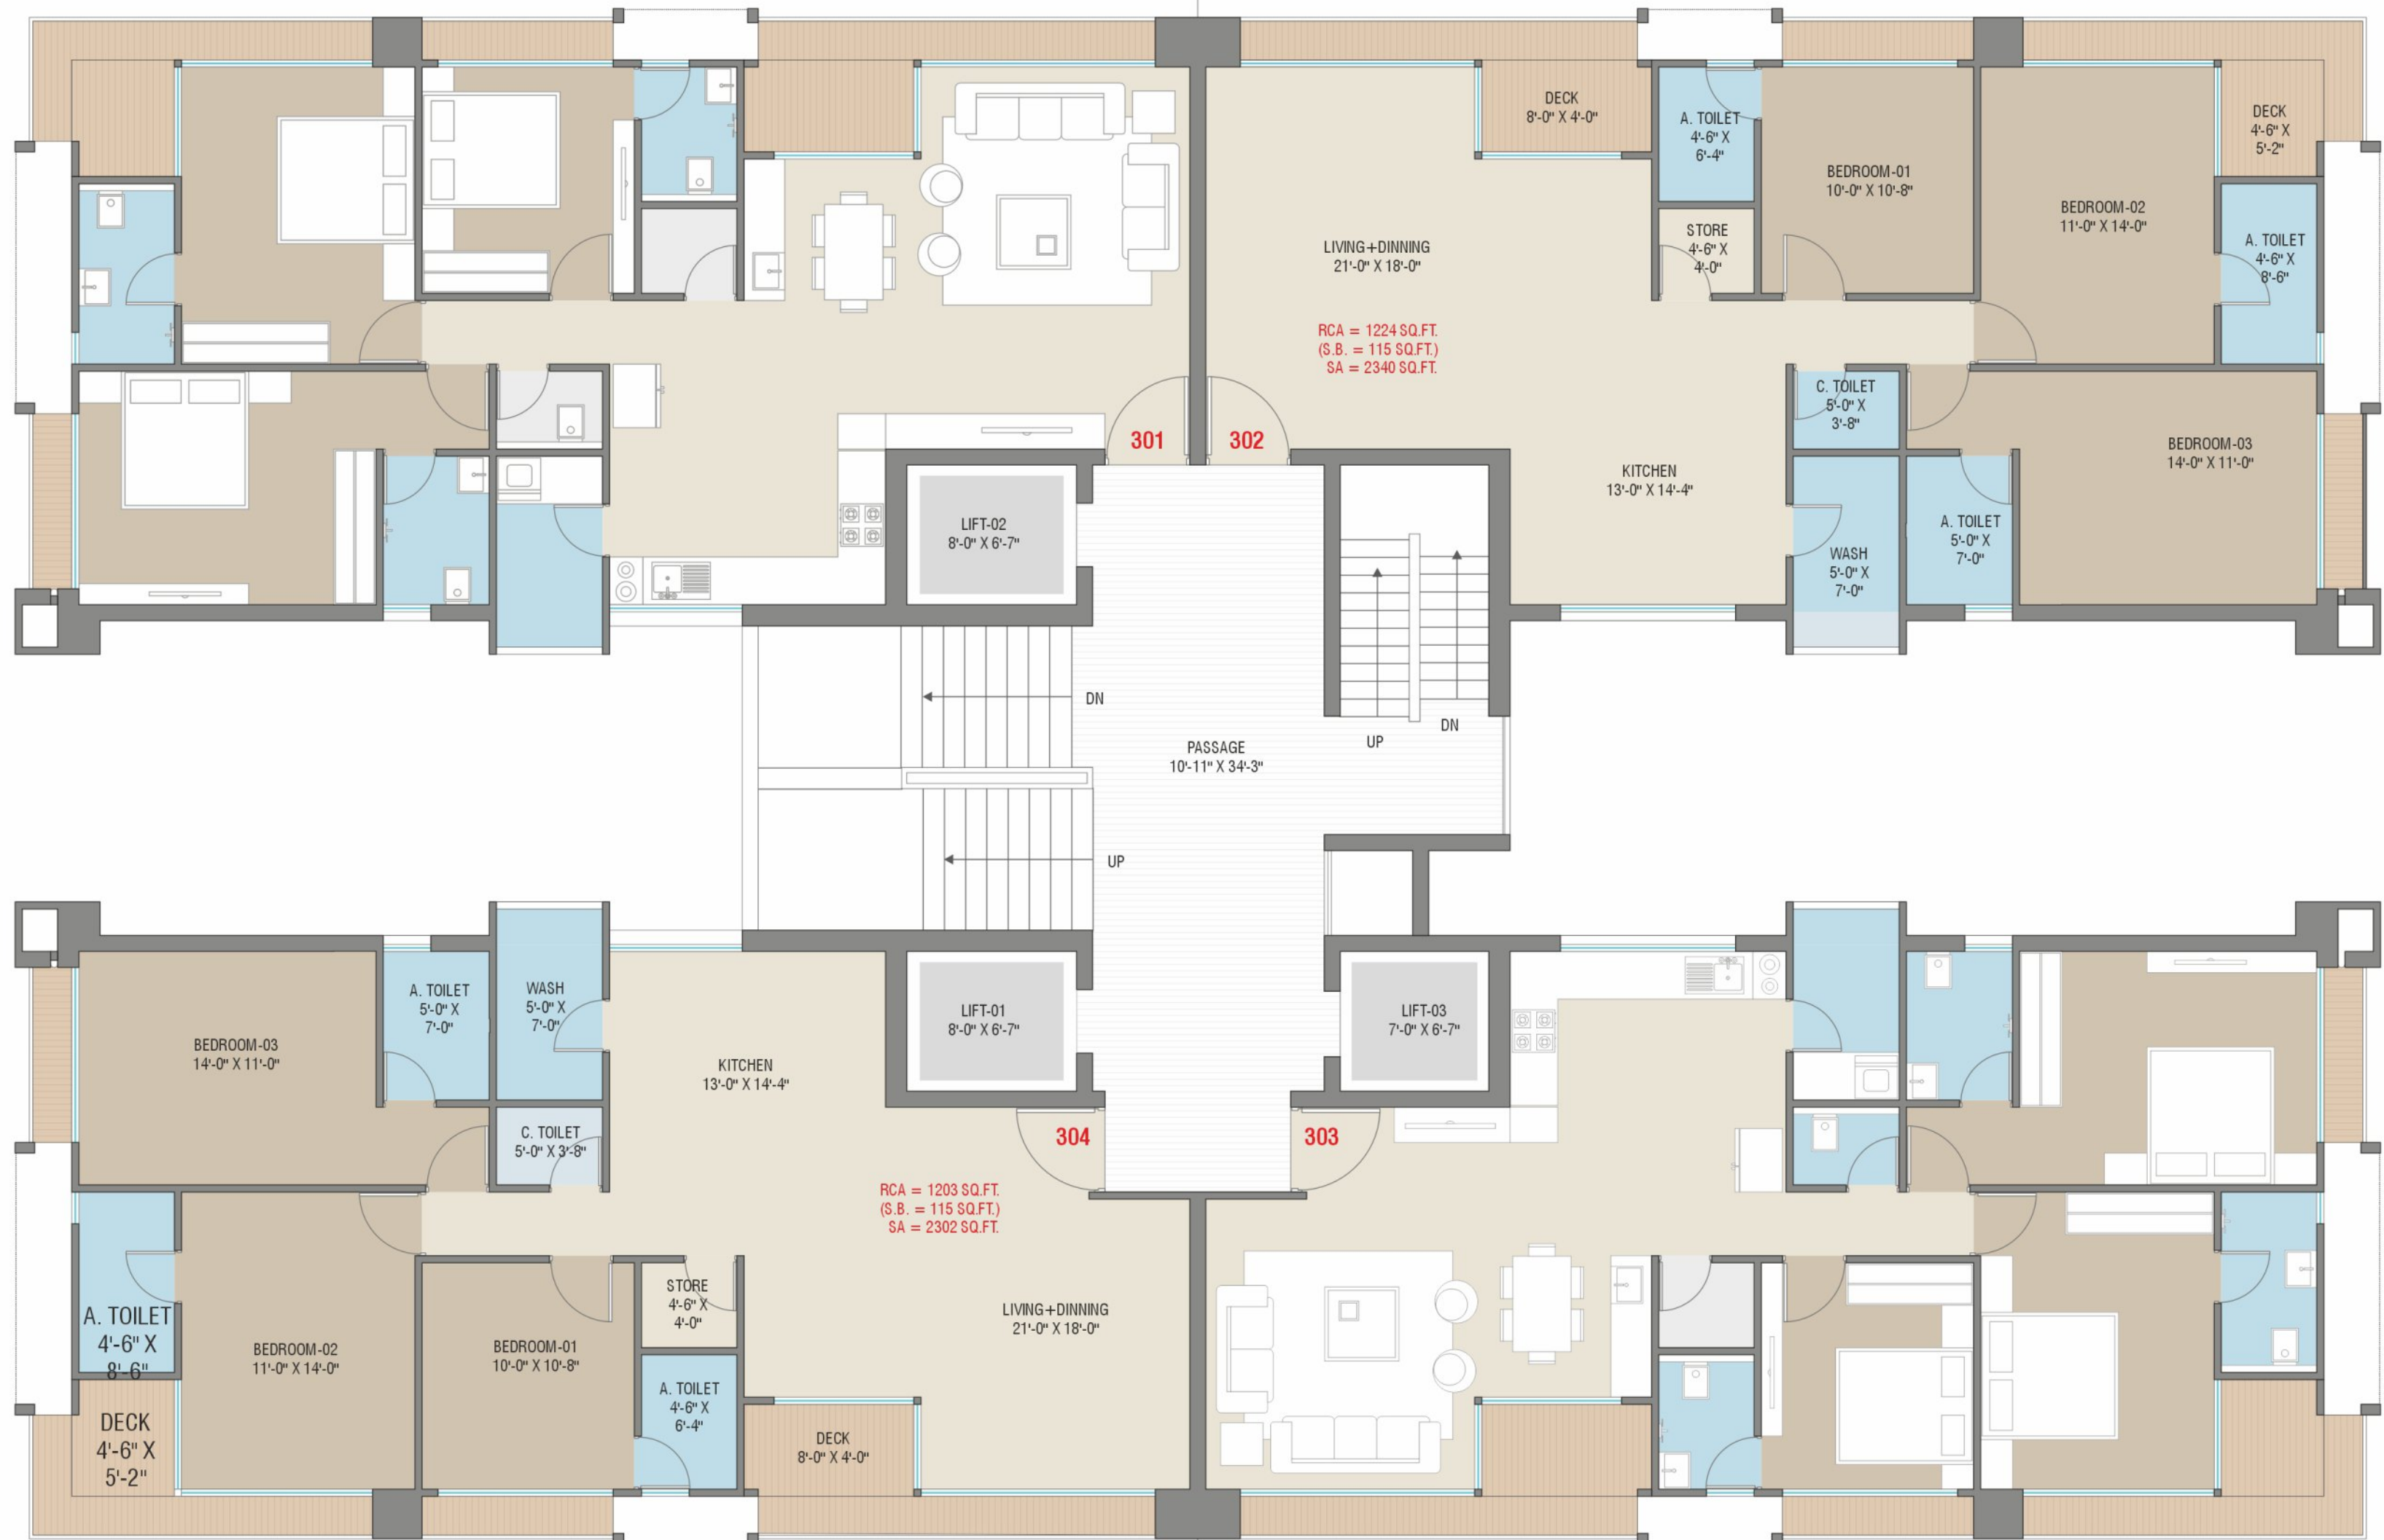 DECK
8'-0" X 4'-0"
A. TOILET
4'-6" X
6'-4"
BEDROOM-01
10'-0" X 10'-8"
BEDROOM-02
11'-0" X 14'-0"
DECK
4'-6" X
5'-2"
A. TOILET
4'-6" X
8'-6"
STORE
4'-6" X
4'-0"
LIVING+DINNING
21'-0" X 18'-0"
RCA = 1224 SQ.FT.
(S.B. = 115 SQ.FT.)
SA = 2340 SQ.FT.
301
302
C. TOILET
5'-0" X
3'-8"
BEDROOM-03
14'-0" X 11'-0"
KITCHEN
13'-0" X 14'-4"
LIFT-02
8'-0" X 6'-7"
WASH
5'-0" X
7'-0"
A. TOILET
5'-0" X
7'-0"
DN
UP
DN
PASSAGE
10'-11" X 34'-3"
UP
BEDROOM-03
14'-0" X 11'-0"
A. TOILET
5'-0" X
7'-0"
WASH
5'-0" X
7'-0"
KITCHEN
13'-0" X 14'-4"
LIFT-01
8'-0" X 6'-7"
LIFT-03
7'-0" X 6'-7"
C. TOILET
5'-0" X 3'-8"
304
303
RCA = 1203 SQ.FT.
(S.B. = 115 SQ.FT.)
SA = 2302 SQ.FT.
A. TOILET
4'-6" X
8'-6"
BEDROOM-02
11'-0" X 14'-0"
BEDROOM-01
10'-0" X 10'-8"
STORE
4'-6" X
4'-0"
LIVING+DINNING
21'-0" X 18'-0"
A. TOILET
4'-6" X
6'-4"
DECK
4'-6" X
5'-2"
DECK
8'-0" X 4'-0"